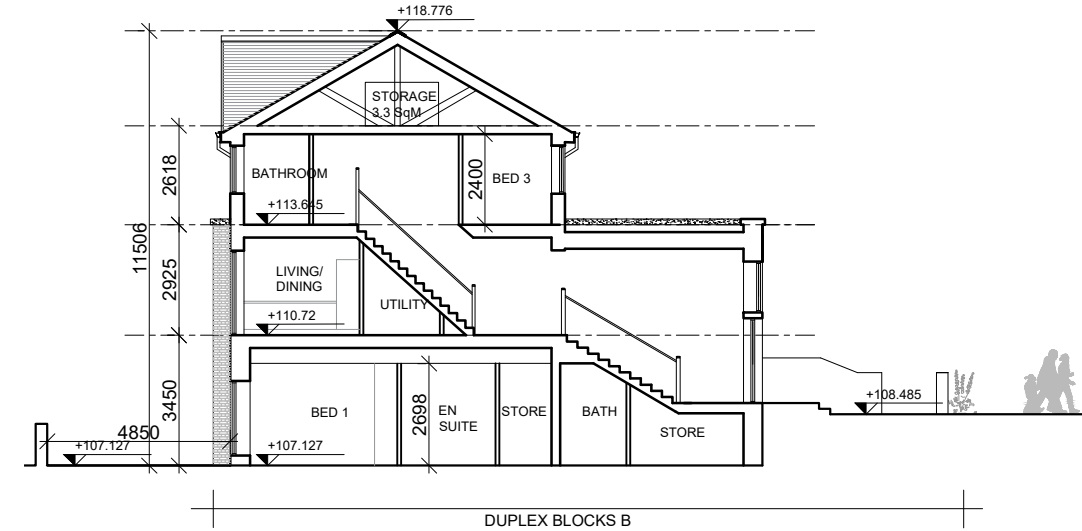 +118.776
STORAGE
3.3 SqM
2618
BATHROOM
2400
BED 3
+113.645
11506
2925
LIVING/
DINING
UTILITY
+110.72
3450
BED 1
2698
EN
SUITE
STORE
BATH
STORE
+108.485
4850
+107.127
+107.127
DUPLEX BLOCKS B